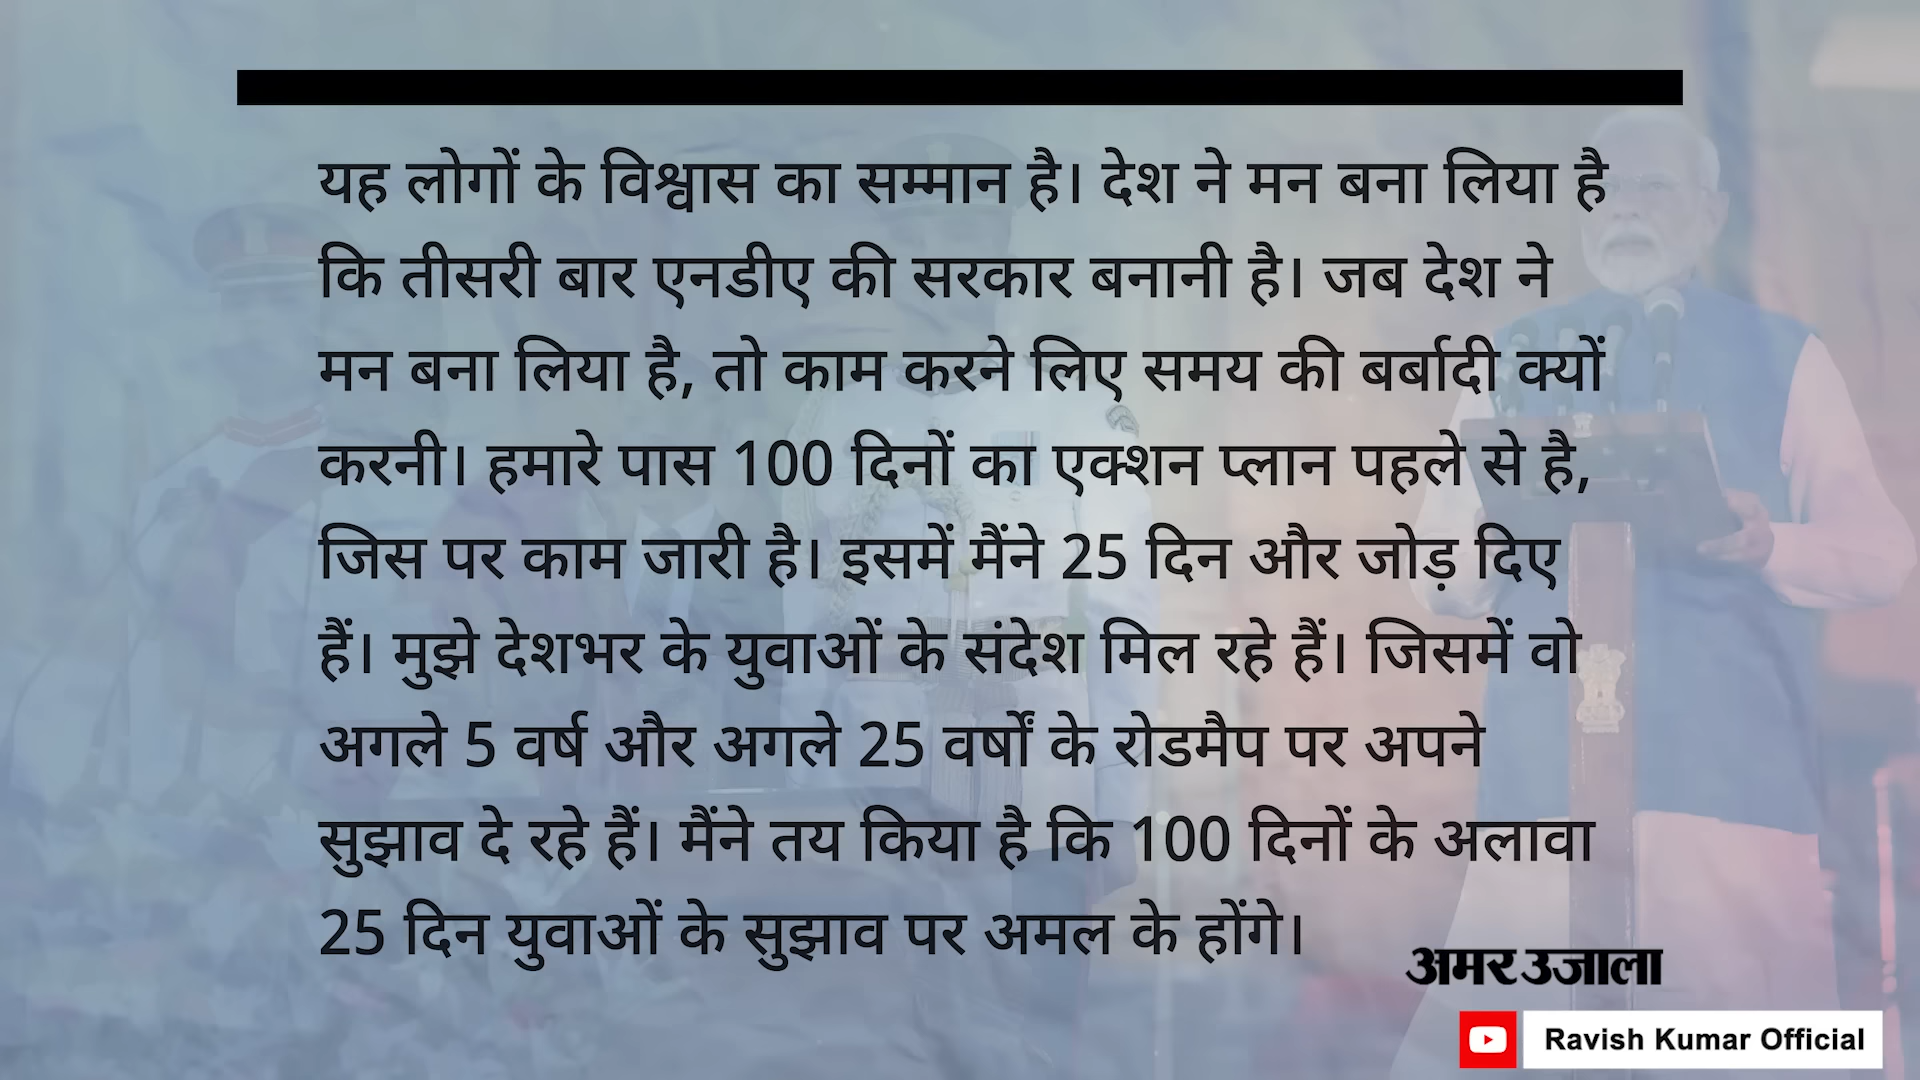 यह लोगों के विश्वास का सम्मान है। देश ने मन बना लिया है
कि तीसरी बार एनडीए की सरकार बनानी है। जब देश ने
मन बना लिया है, तो काम करने लिए समय की बर्बादी क्यों
करनी। हमारे पास 100 दिनों का एक्शन प्लान पहले से है,
जिस पर काम जारी है। इसमें मैंने 25 दिन और जोड़ दिए
हैं। मुझे देशभर के युवाओं के संदेश मिल रहे हैं। जिसमें वो
अगले 5 वर्ष और अगले 25 वर्षों के रोडमैप पर अपने
सुझाव दे रहे हैं। मैंने तय किया है कि 100 दिनों के अलावा
25 दिन युवाओं के सुझाव पर अमल के होंगे।
अमर उजाला
Ravish Kumar Official